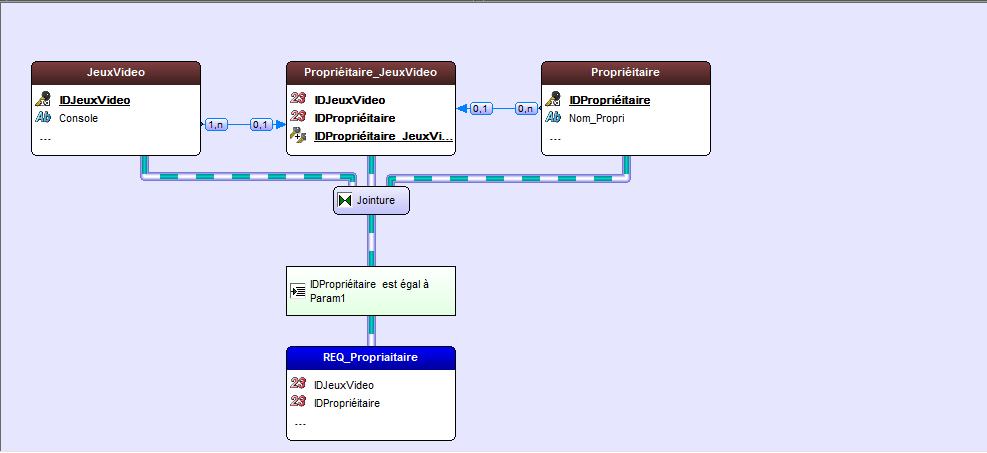 JeuxVideo
IDJeuxVideo
Console
---
1,n
0,1
Propriéitaire_JeuxVideo
IDJeuxVideo
IDPropriéitaire
IDPropriéitaire_JeuxVi...
0,1
0,n
Propriéitaire
IDPropriéitaire
Nom_Propri
---
Jointure
IDPropriéitaire est égal à
Param1
REQ_Propriaitaire
IDJeuxVideo
IDPropriéitaire
---